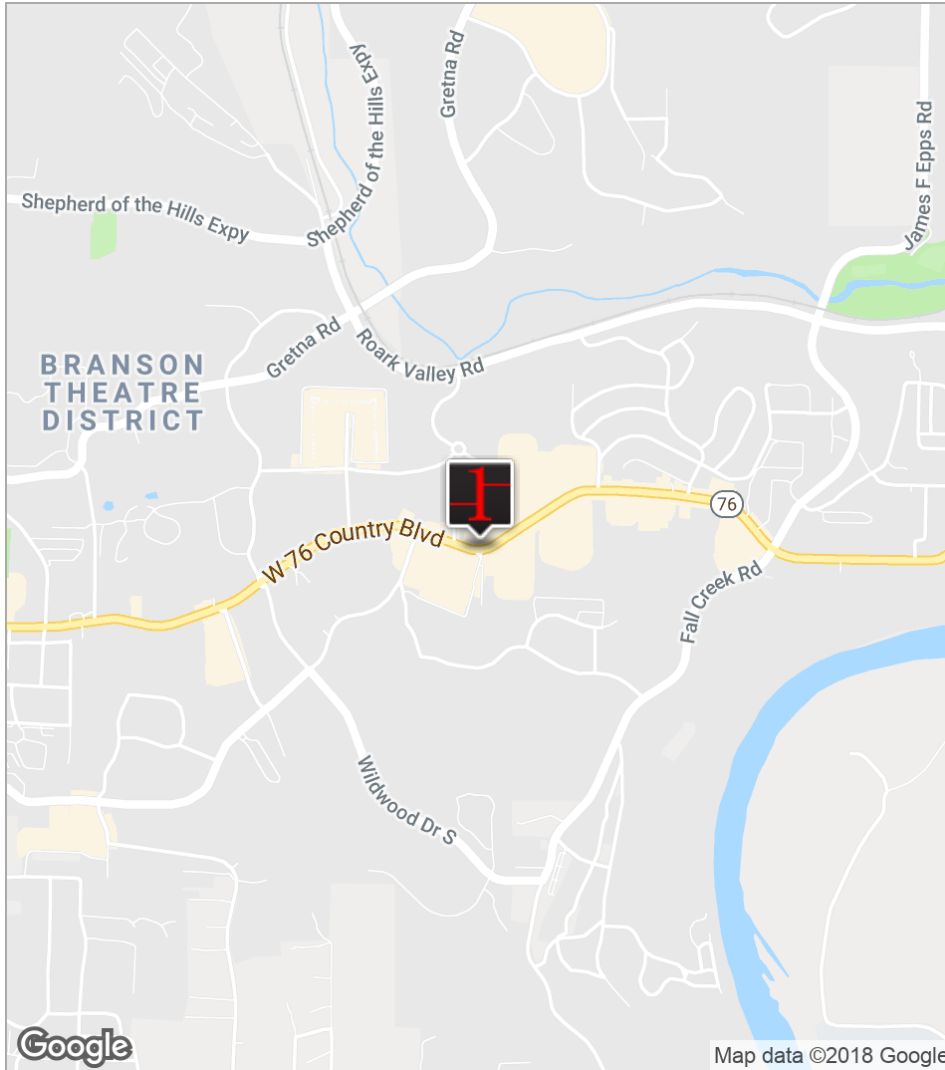 Shepherd of the Hills Expy
Gretna Rd
James F Epps Rd
Shepherd of the Hills Expy
Gretna Rd
Roark Valley Rd
BRANSON
THEATRE
DISTRICT
1
76
W 76 Country Blvd
Fall Creek Rd
Wildwood Dr S
Google
Map data ©2018 Google